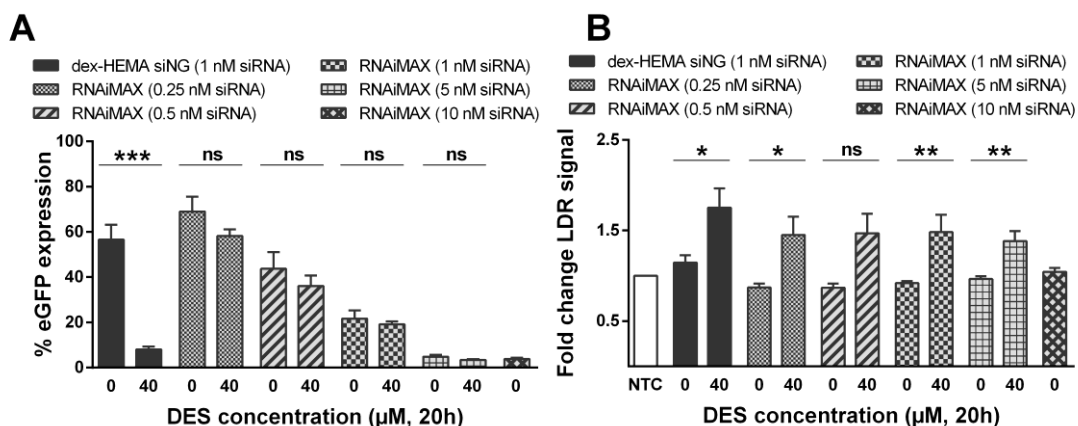 A
dex-HEMA siNG (1 nM siRNA)
RNAiMAX (0.25 nM siRNA)
RNAiMAX (0.5 nM siRNA)
RNAiMAX (1 nM siRNA)
RNAiMAX (5 nM siRNA)
RNAiMAX (10 nM siRNA)
% eGFP expression
100
80
60
40
20
0
*** ns ns ns ns
0 40 0 40 0 40 0 40 0 40 0
DES concentration (µM, 20h)
B
dex-HEMA siNG (1 nM siRNA)
RNAiMAX (0.25 nM siRNA)
RNAiMAX (0.5 nM siRNA)
RNAiMAX (1 nM siRNA)
RNAiMAX (5 nM siRNA)
RNAiMAX (10 nM siRNA)
Fold change LDR signal
2.5
1.5
0.5
* * ns ** **
NTC 0 40 0 40 0 40 0 40 0 40 0
DES concentration (µM, 20h)